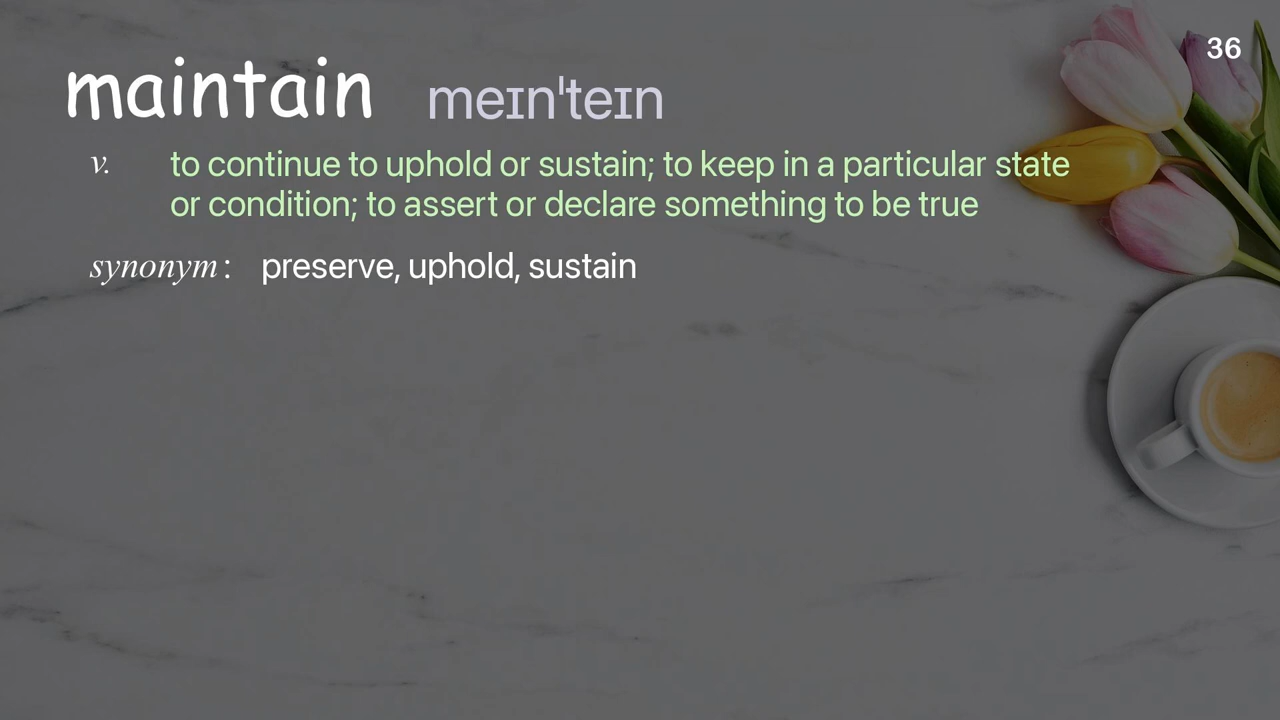 36
maintain meɪnˈteɪn
v. to continue to uphold or sustain; to keep in a particular state
or condition; to assert or declare something to be true
synonym: preserve, uphold, sustain